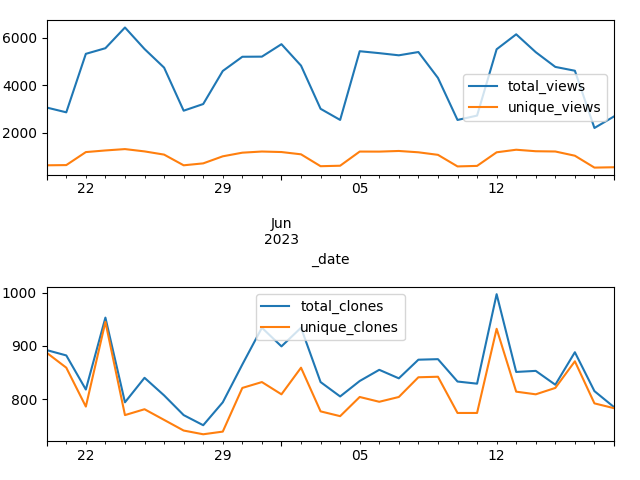 6000
4000
2000
total_views
unique_views
22
29
05
12
Jun
2023
_date
1000
900
800
total_clones
unique_clones
22
29
05
12